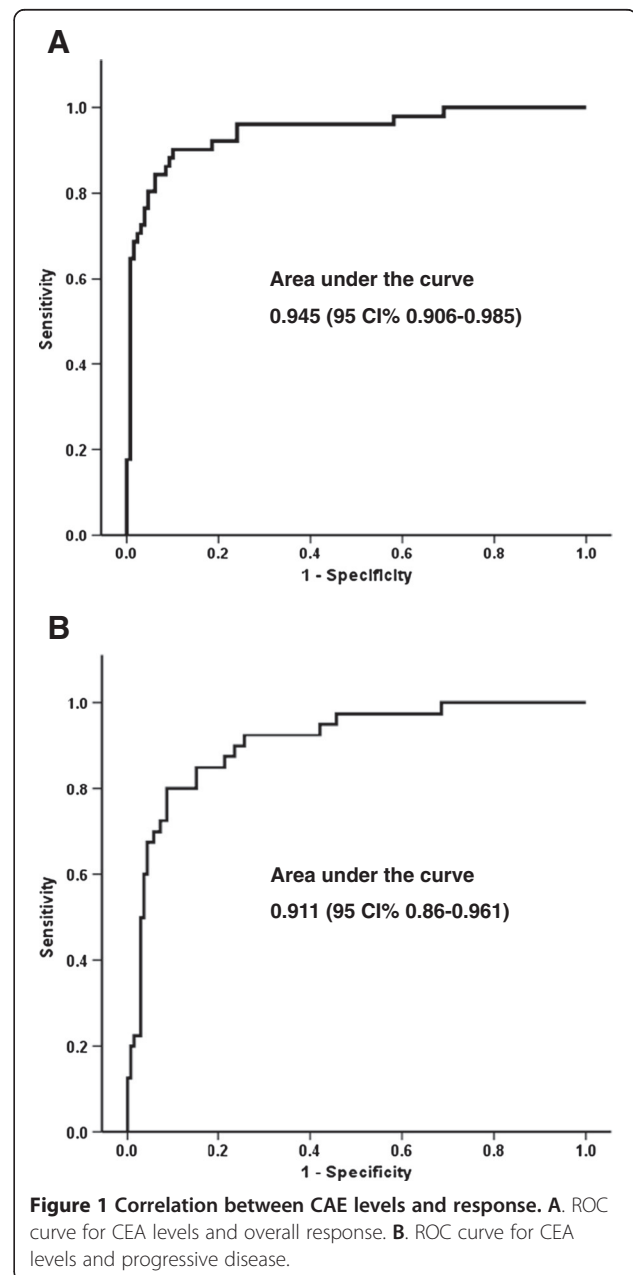 A
1.0
0.8
0.6
0.4
0.2
0.0
Sensitivity
Area under the curve
0.945 (95 CI% 0.906-0.985)
0.0 0.2 0.4 0.6 0.8 1.0
1 - Specificity
B
1.0
0.8
0.6
0.4
0.2
0.0
Sensitivity
Area under the curve
0.911 (95 CI% 0.86-0.961)
0.0 0.2 0.4 0.6 0.8 1.0
1 - Specificity
Figure 1 Correlation between CAE levels and response. A. ROC
curve for CEA levels and overall response. B. ROC curve for CEA
levels and progressive disease.